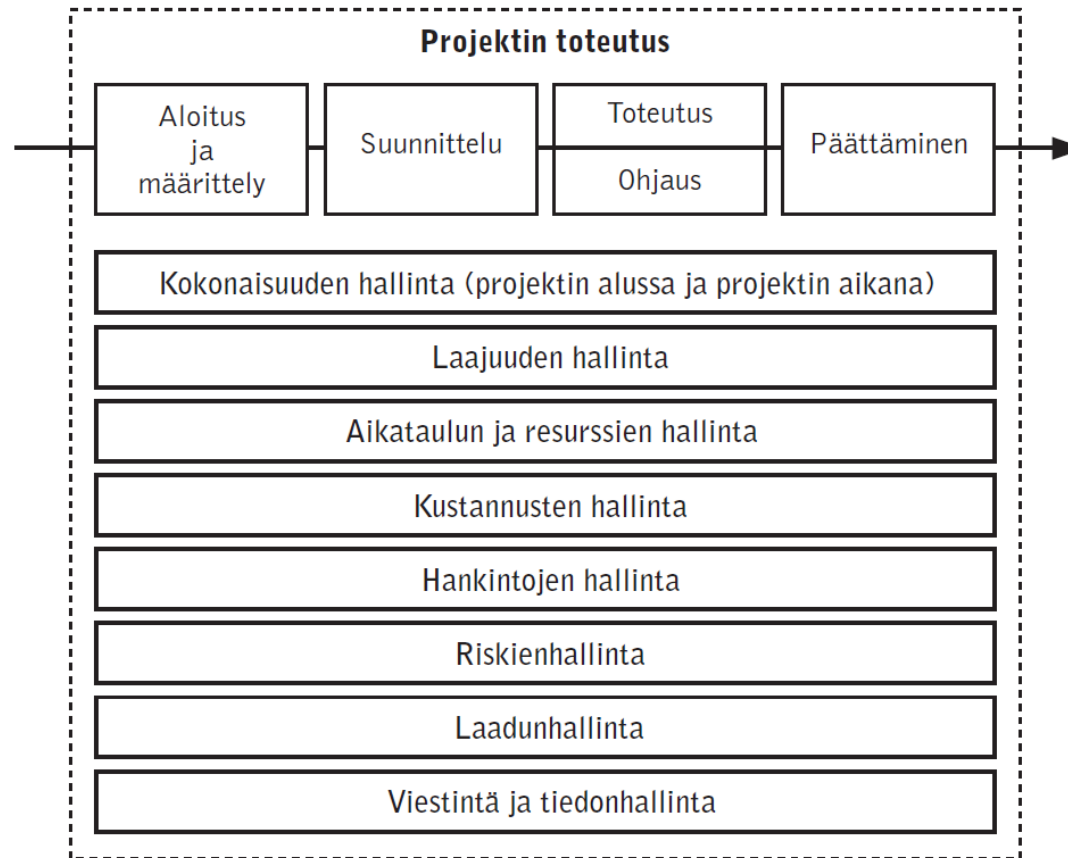 Projektin toteutus
Aloitus
ja
määrittely
Suunnittelu
Toteutus
Ohjaus
Päättäminen
Kokonaisuuden hallinta (projektin alussa ja projektin aikana)
Laajuuden hallinta
Aikataulun ja resurssien hallinta
Kustannusten hallinta
Hankintojen hallinta
Riskienhallinta
Laadunhallinta
Viestintä ja tiedonhallinta